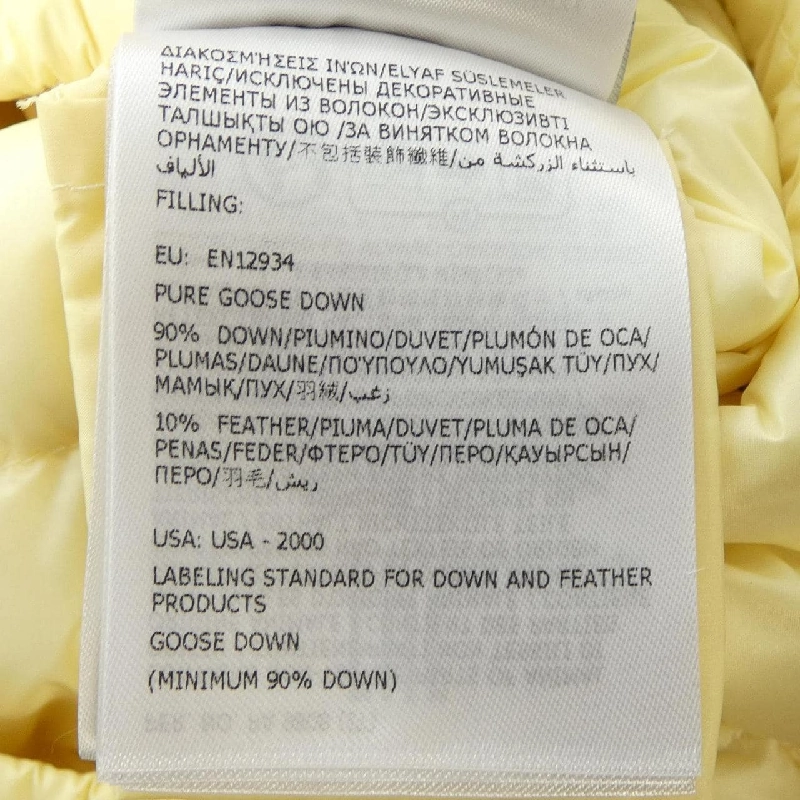 ΔΙΑΚΟΣΜΉΣΕΙΣ ΙΝΏΝ/ELYAF SÜSLEMELER
HARIÇ/ИСКЛЮЧЕНЫ ДЕКОРАТИВНЫЕ
ЭЛЕМЕНТЫ ИЗ ВОЛОКОН/ЭКСКЛЮЗИВТІ
ТАЛШЫҚТЫ ОЮ /ЗА ВИНЯТКОМ ВОЛОКНА
ОРНАМЕНТУ/不包括裝飾纖維/باستثناء الزركشة من
الألياف
FILLING:
EU: EN12934
PURE GOOSE DOWN
90% DOWN/PIUMINO/DUVET/PLUMÓN DE OCA/
PLUMAS/DAUNE/ΠΟΎΠΟΥΛΟ/YUMUŞAK TÜY/ПУХ/
МАМЫҚ/ПУХ/羽絨/زغب
10% FEATHER/PIUMA/DUVET/PLUMA DE OCA/
PENAS/FEDER/ΦΤΕΡΌ/TÜY/ПЕРО/ҚАУЫРСЫН/
ПЕРО/羽毛/ريش
USA: USA - 2000
LABELING STANDARD FOR DOWN AND FEATHER
PRODUCTS
GOOSE DOWN
(MINIMUM 90% DOWN)